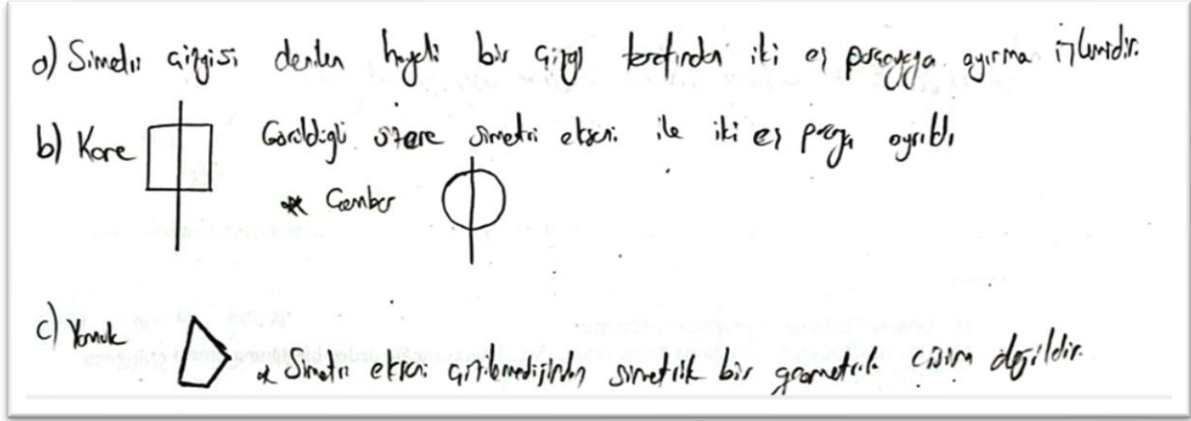 a) Simetri çizgisi denilen hayali bir çizgi tarafından iki eş parçaya ayırma işlemidir.
b) Kare Görüldüğü üzere simetri ekseni ile iki eş parça ayrıldı
* Çember
c) Yamuk
* Simetri ekseni çizilemediğinden simetrik bir geometrik cisim değildir.